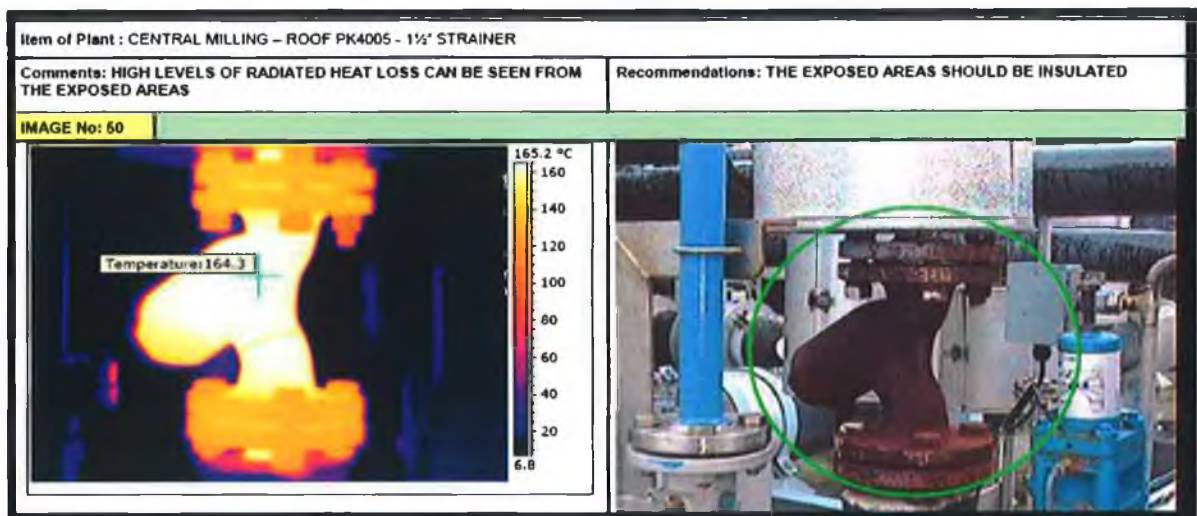 Item of Plant : CENTRAL MILLING – ROOF PK4005 - 1½" STRAINER
Comments: HIGH LEVELS OF RADIATED HEAT LOSS CAN BE SEEN FROM
THE EXPOSED AREAS
Recommendations: THE EXPOSED AREAS SHOULD BE INSULATED
IMAGE No: 50
165.2 °C
160
140
120
100
80
60
40
20
6.8
Temperature:164.3